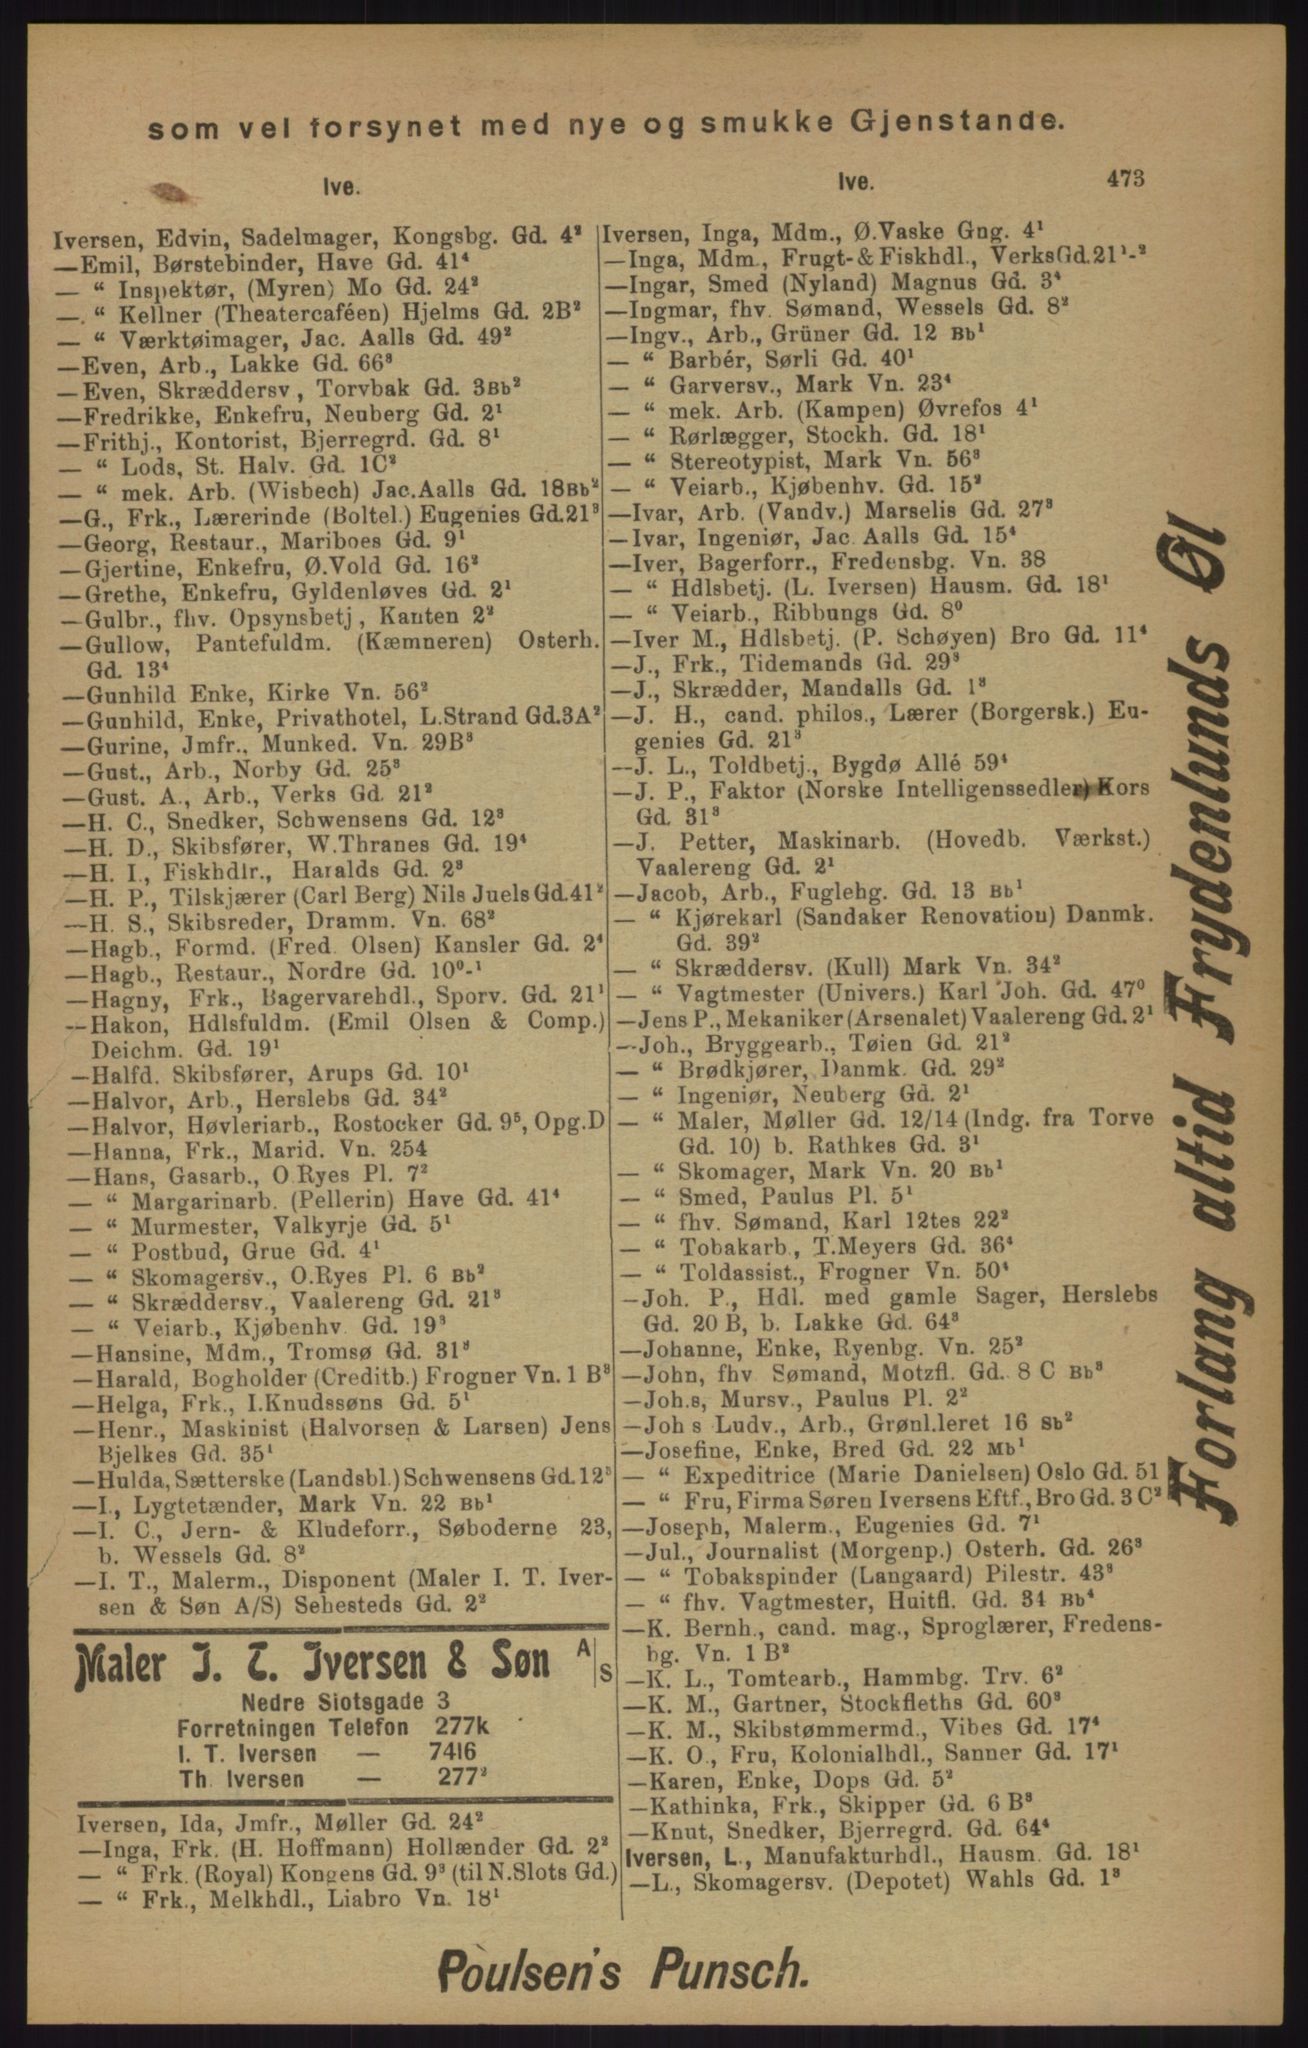 som vel forsynet med nye og smukke Gjenstande.
Ive.
Iversen, Edvin, Sadelmager, Kongsbg. Gd. 4²
—Emil, Børstebinder, Have Gd. 41⁴
— “ Inspektør, (Myren) Mo Gd. 24²
—. “ Kellner (Theatercaféen) Hjelms Gd. 2B²
— “ Værktøimager, Jac. Aalls Gd. 49²
—Even, Arb., Lakke Gd. 66³
—Even, Skræddersv, Torvbak Gd. 3Bb²
—Fredrikke, Enkefru, Neuberg Gd. 2¹
—Frithj., Kontorist, Bjerregrd. Gd. 8¹
— “ Lods, St. Halv. Gd. 1C²
— “ mek. Arb. (Wisbech) Jac.Aalls Gd. 18Bb²
—G., Frk., Lærerinde (Boltel.) Eugenies Gd.21³
—Georg, Restaur., Mariboes Gd. 9¹
—Gjertine, Enkefru, Ø.Vold Gd. 16²
—Grethe, Enkefru, Gyldenløves Gd. 2¹
—Gulbr., fhv. Opsynsbetj, Kanten 2²
—Gullow, Pantefuldm. (Kæmneren) Osterh.
Gd. 13⁴
—Gunhild Enke, Kirke Vn. 56²
—Gunhild, Enke, Privathotel, L.Strand Gd.3A²
—Gurine, Jmfr., Munked. Vn. 29B³
—Gust., Arb., Norby Gd. 25³
—Gust. A., Arb., Verks Gd. 21²
—H. C., Snedker, Schwensens Gd. 12³
—H. D., Skibsfører, W.Thranes Gd. 19⁴
—H. I., Fiskhdlr., Haralds Gd. 2³
—H. P., Tilskjærer (Carl Berg) Nils Juels Gd.41²
—H. S., Skibsreder, Dramm. Vn. 68²
—Hagb., Formd. (Fred. Olsen) Kansler Gd. 2⁴
—Hagb., Restaur., Nordre Gd. 10⁰-¹
—Hagny, Frk., Bagervarehdl., Sporv. Gd. 21¹
—Hakon, Hdlsfuldm. (Emil Olsen & Comp.)
Deichm. Gd. 19¹
—Halfd. Skibsfører, Arups Gd. 10¹
—Halvor, Arb., Herslebs Gd. 34²
—Halvor, Høvleriarb., Rostocker Gd. 9⁵, Opg.D
—Hanna, Frk., Marid. Vn. 254
—Hans, Gasarb., O.Ryes Pl. 7²
— “ Margarinarb. (Pellerin) Have Gd. 41⁴
— “ Murmester, Valkyrje Gd. 5¹
— “ Postbud, Grue Gd. 4¹
— “ Skomagersv., O.Ryes Pl. 6 Bb²
— “ Skræddersv., Vaalereng Gd. 21³
— “ Veiarb., Kjøbenhv. Gd. 19³
—Hansine, Mdm., Tromsø Gd. 31³
—Harald, Bogholder (Creditb.) Frogner Vn. 1 B³
—Helga, Frk., I.Knudssøns Gd. 5¹
—Henr., Maskinist (Halvorsen & Larsen) Jens
Bjelkes Gd. 35¹
—Hulda, Sætterske (Landsbl.) Schwensens Gd.12³
—I., Lygtetænder, Mark Vn. 22 Bb¹
—I. C., Jern- & Kludeforr., Søboderne 23,
b. Wessels Gd. 8²
—I. T., Malerm., Disponent (Maler I. T. Iver-
sen & Søn A/S) Sehesteds Gd. 2²
Maler J. T. Iversen & Søn A/S
Nedre Slotsgade 3
Forretningen Telefon 277k
I. T. Iversen — 7416
Th. Iversen — 277²
Iversen, Ida, Jmfr., Møller Gd. 24²
—Inga, Frk. (H. Hoffmann) Hollænder Gd. 2²
— “ Frk. (Royal) Kongens Gd. 9³ (til N.Slots Gd.)
— “ Frk., Melkhdl., Liabro Vn. 18¹
Ive. 473
Iversen, Inga, Mdm., Ø.Vaske Gng. 4¹
—Inga, Mdm., Frugt- & Fiskhdl., VerksGd.21¹-²
—Ingar, Smed (Nyland) Magnus Gd. 3⁴
—Ingmar, fhv. Sømand, Wessels Gd. 8²
—Ingv., Arb., Grüner Gd. 12 Bb¹
— “ Barbér, Sørli Gd. 40¹
— “ Garversv., Mark Vn. 23⁴
— “ mek. Arb. (Kampen) Øvrefos 4¹
— “ Rørlægger, Stockh. Gd. 18¹
— “ Stereotypist, Mark Vn. 56³
— “ Veiarb., Kjøbenhv. Gd. 15²
—Ivar, Arb. (Vandv.) Marselis Gd. 27³
—Ivar, Ingeniør, Jac. Aalls Gd. 15⁴
—Iver, Bagerforr., Fredensbg. Vn. 38
— “ Hdlsbetj. (L. Iversen) Hausm. Gd. 18¹
— “ Veiarb., Ribbungs Gd. 8⁰
—Iver M., Hdlsbetj. (P. Schøyen) Bro Gd. 11⁴
—J., Frk., Tidemands Gd. 29³
—J., Skrædder, Mandalls Gd. 1³
—J. H., cand. philos., Lærer (Borgersk.) Eu-
genies Gd. 21³
—J. L., Toldbetj., Bygdø Allé 59⁴
—J. P., Faktor (Norske Intelligenssedler) Kors
Gd. 31³
—J. Petter, Maskinarb. (Hovedb. Værkst.)
Vaalereng Gd. 2¹
—Jacob, Arb., Fuglehg. Gd. 13 Bb¹
— “ Kjørekarl (Sandaker Renovation) Danmk.
Gd. 39²
— “ Skræddersv. (Kull) Mark Vn. 34²
— “ Vagtmester (Univers.) Karl Joh. Gd. 47⁰
—Jens P., Mekaniker (Arsenalet) Vaalereng Gd. 2¹
—Joh., Bryggearb., Tøien Gd. 21²
— “ Brødkjører, Danmk. Gd. 29²
— “ Ingeniør, Neuberg Gd. 2¹
— “ Maler, Møller Gd. 12/14 (Indg. fra Torve
Gd. 10) b. Rathkes Gd. 3¹
— “ Skomager, Mark Vn. 20 Bb¹
— “ Smed, Paulus Pl. 5¹
— “ fhv. Sømand, Karl 12tes 22²
— “ Tobakarb., T.Meyers Gd. 36⁴
— “ Toldassist., Frogner Vn. 50⁴
—Joh. P., Hdl. med gamle Sager, Herslebs
Gd. 20 B, b. Lakke Gd. 64³
—Johanne, Enke, Ryenbg. Vn. 25²
—John, fhv Sømand, Motzfl. Gd. 8 C Bb³
—Joh.s, Mursv., Paulus Pl. 2²
—Joh s Ludv., Arb., Grønl.leret 16 Sb²
—Josefine, Enke, Bred Gd. 22 Mb¹
— “ Expeditrice (Marie Danielsen) Oslo Gd. 51
— “ Fru, Firma Søren Iversens Eftf., Bro Gd. 3 C²
—Joseph, Malerm., Eugenies Gd. 7¹
—Jul., Journalist (Morgenp.) Osterh. Gd. 26³
— “ Tobakspinder (Langaard) Pilestr. 43³
— “ fhv. Vagtmester, Huitfl. Gd. 34 Bb⁴
—K. Bernh., cand. mag., Sproglærer, Fredens-
bg. Vn. 1 B²
—K. L., Tomtearb., Hammbg. Trv. 6²
—K. M., Gartner, Stockfleths Gd. 60³
—K. M., Skibstømmermd., Vibes Gd. 17⁴
—K. O., Fru, Kolonialhdl., Sanner Gd. 17¹
—Karen, Enke, Dops Gd. 5²
—Kathinka, Frk., Skipper Gd. 6 B³
—Knut, Snedker, Bjerregrd. Gd. 64⁴
Iversen, L., Manufakturhdl., Hausm. Gd. 18¹
—L., Skomagersv. (Depotet) Wahls Gd. 1³
Forlang altid Frydenlunds Øl
Poulsen's Punsch.